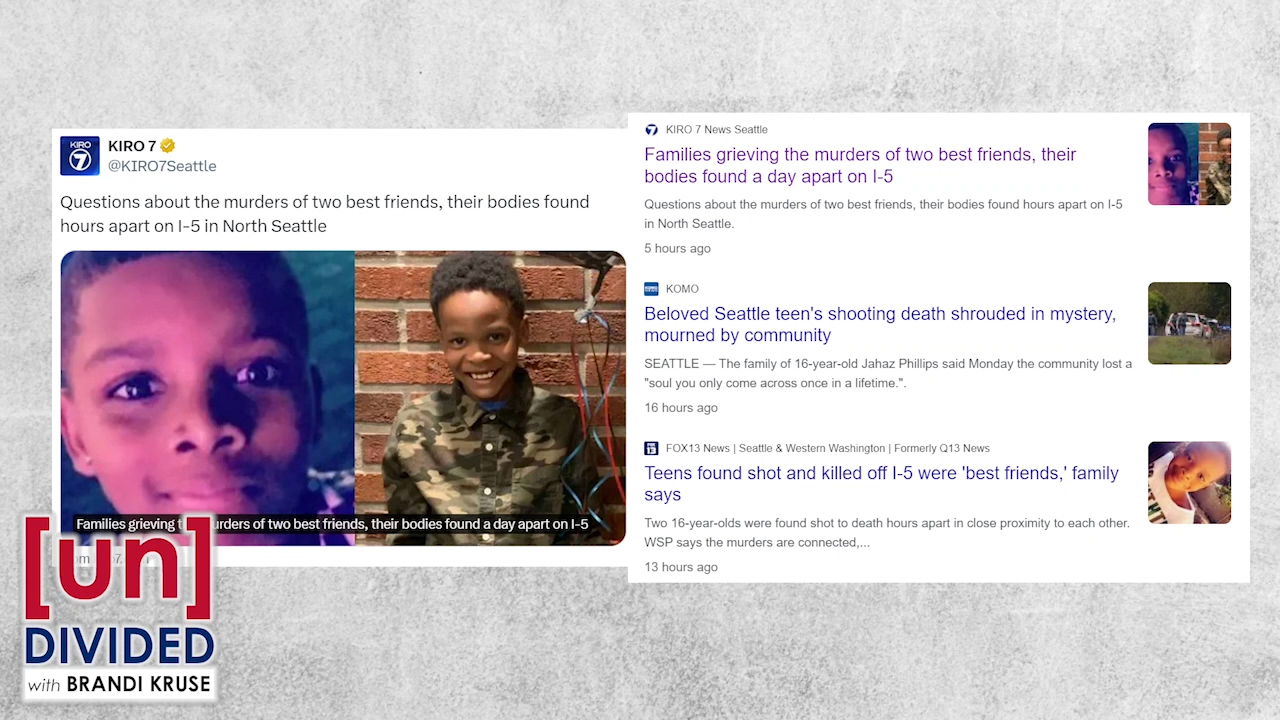 KIRO 7
@KIRO7Seattle
Questions about the murders of two best friends, their bodies found
hours apart on I-5 in North Seattle
KIRO
7
Families grieving urders of two best friends, their bodies found a day apart on I-5
KIRO 7 News Seattle
Families grieving the murders of two best friends, their
bodies found a day apart on I-5
Questions about the murders of two best friends, their bodies found hours apart on I-5
in North Seattle.
5 hours ago
KOMO
Beloved Seattle teen's shooting death shrouded in mystery,
mourned by community
SEATTLE — The family of 16-year-old Jahaz Phillips said Monday the community lost a
"soul you only come across once in a lifetime.".
16 hours ago
FOX13 News | Seattle & Western Washington | Formerly Q13 News
Teens found shot and killed off I-5 were 'best friends,' family
says
Two 16-year-olds were found shot to death hours apart in close proximity to each other.
WSP says the murders are connected,...
13 hours ago
[un]
DIVIDED
with BRANDI KRUSE